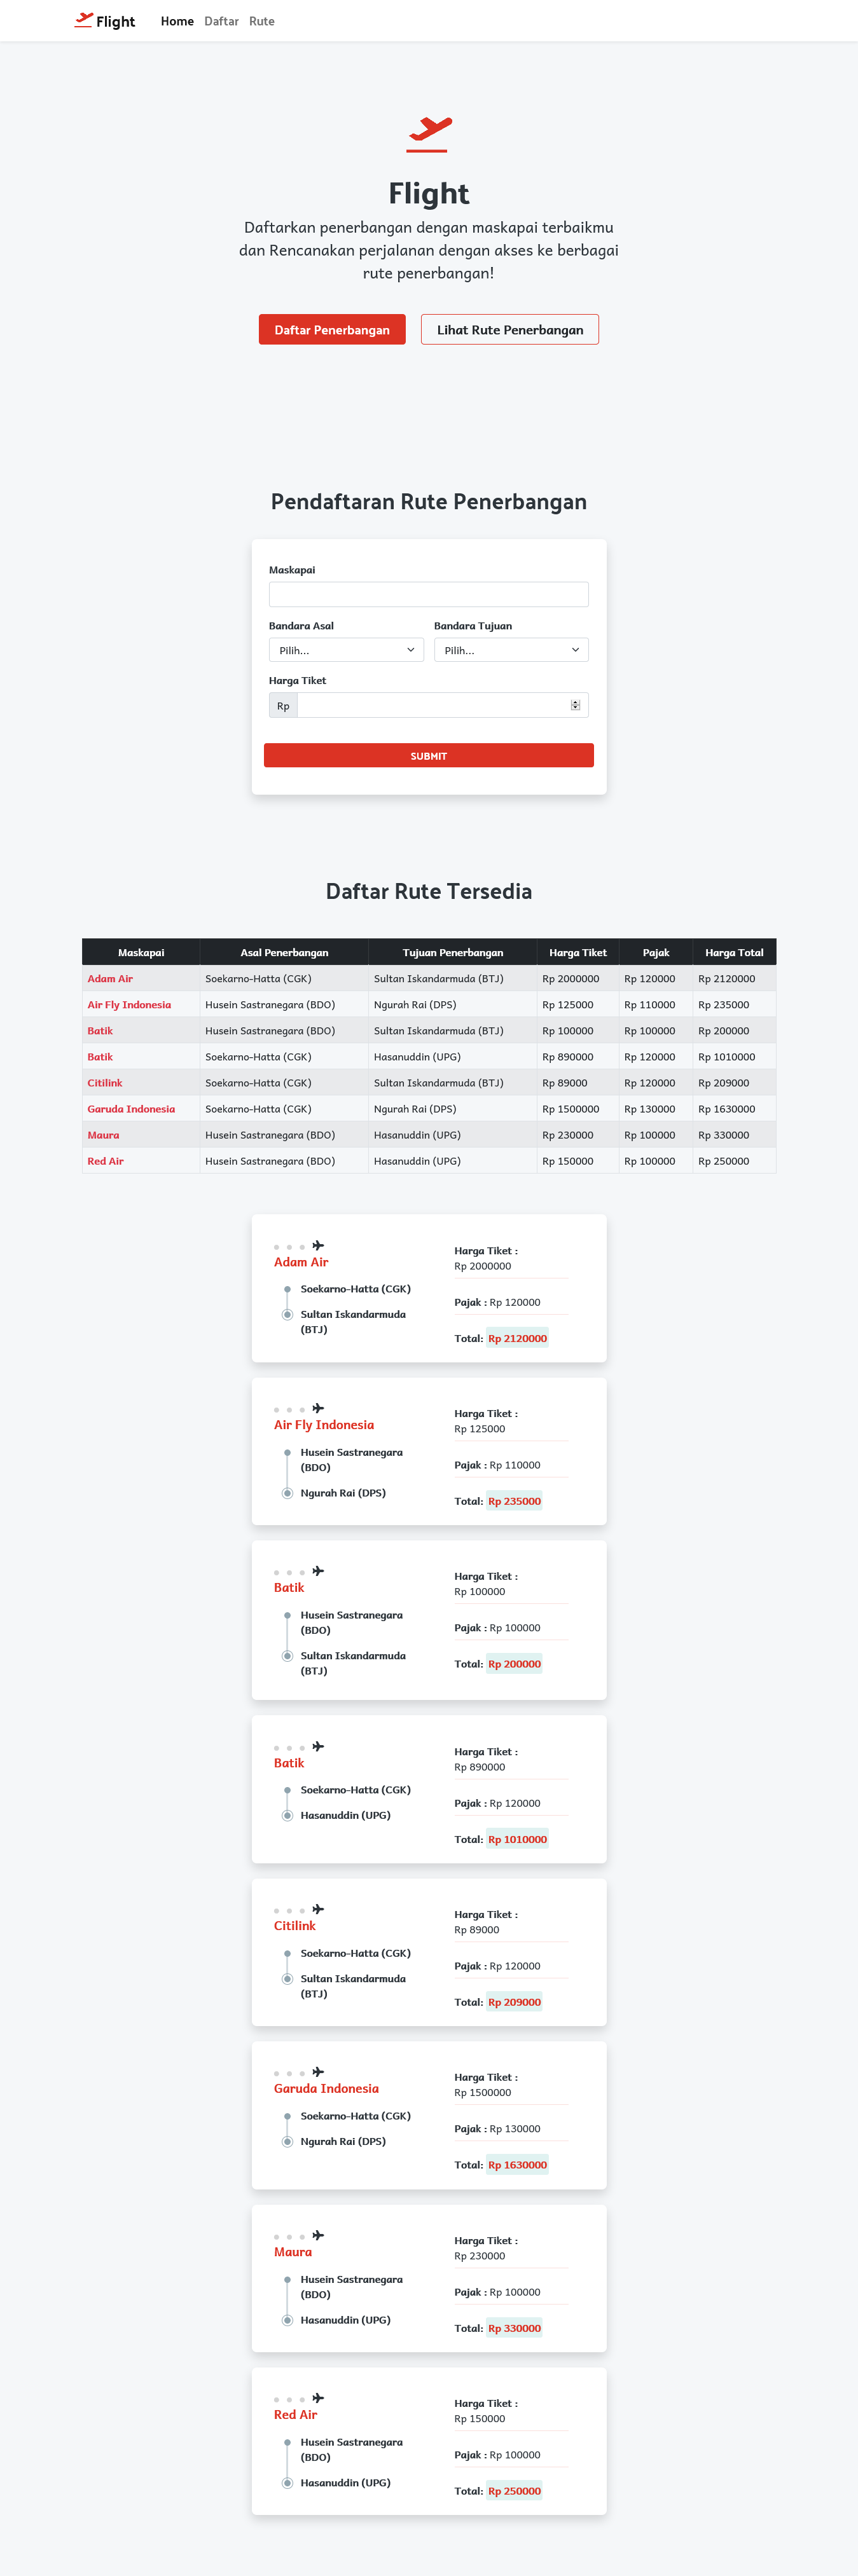 Flight Home Daftar Rute
Flight
Daftarkan penerbangan dengan maskapai terbaikmu
dan Rencanakan perjalanan dengan akses ke berbagai
rute penerbangan!
Daftar Penerbangan Lihat Rute Penerbangan
Pendaftaran Rute Penerbangan
Maskapai
Bandara Asal Bandara Tujuan
Pilih... Pilih...
Harga Tiket
Rp
SUBMIT
Daftar Rute Tersedia
Maskapai Asal Penerbangan Tujuan Penerbangan Harga Tiket Pajak Harga Total
Adam Air Soekarno-Hatta (CGK) Sultan Iskandarmuda (BTJ) Rp 2000000 Rp 120000 Rp 2120000
Air Fly Indonesia Husein Sastranegara (BDO) Ngurah Rai (DPS) Rp 125000 Rp 110000 Rp 235000
Batik Husein Sastranegara (BDO) Sultan Iskandarmuda (BTJ) Rp 100000 Rp 100000 Rp 200000
Batik Soekarno-Hatta (CGK) Hasanuddin (UPG) Rp 890000 Rp 120000 Rp 1010000
Citilink Soekarno-Hatta (CGK) Sultan Iskandarmuda (BTJ) Rp 89000 Rp 120000 Rp 209000
Garuda Indonesia Soekarno-Hatta (CGK) Ngurah Rai (DPS) Rp 1500000 Rp 130000 Rp 1630000
Maura Husein Sastranegara (BDO) Hasanuddin (UPG) Rp 230000 Rp 100000 Rp 330000
Red Air Husein Sastranegara (BDO) Hasanuddin (UPG) Rp 150000 Rp 100000 Rp 250000
Adam Air
Soekarno-Hatta (CGK)
Sultan Iskandarmuda
(BTJ)
Harga Tiket :
Rp 2000000
Pajak : Rp 120000
Total: Rp 2120000
Air Fly Indonesia
Husein Sastranegara
(BDO)
Ngurah Rai (DPS)
Harga Tiket :
Rp 125000
Pajak : Rp 110000
Total: Rp 235000
Batik
Husein Sastranegara
(BDO)
Sultan Iskandarmuda
(BTJ)
Harga Tiket :
Rp 100000
Pajak : Rp 100000
Total: Rp 200000
Batik
Soekarno-Hatta (CGK)
Hasanuddin (UPG)
Harga Tiket :
Rp 890000
Pajak : Rp 120000
Total: Rp 1010000
Citilink
Soekarno-Hatta (CGK)
Sultan Iskandarmuda
(BTJ)
Harga Tiket :
Rp 89000
Pajak : Rp 120000
Total: Rp 209000
Garuda Indonesia
Soekarno-Hatta (CGK)
Ngurah Rai (DPS)
Harga Tiket :
Rp 1500000
Pajak : Rp 130000
Total: Rp 1630000
Maura
Husein Sastranegara
(BDO)
Hasanuddin (UPG)
Harga Tiket :
Rp 230000
Pajak : Rp 100000
Total: Rp 330000
Red Air
Husein Sastranegara
(BDO)
Hasanuddin (UPG)
Harga Tiket :
Rp 150000
Pajak : Rp 100000
Total: Rp 250000